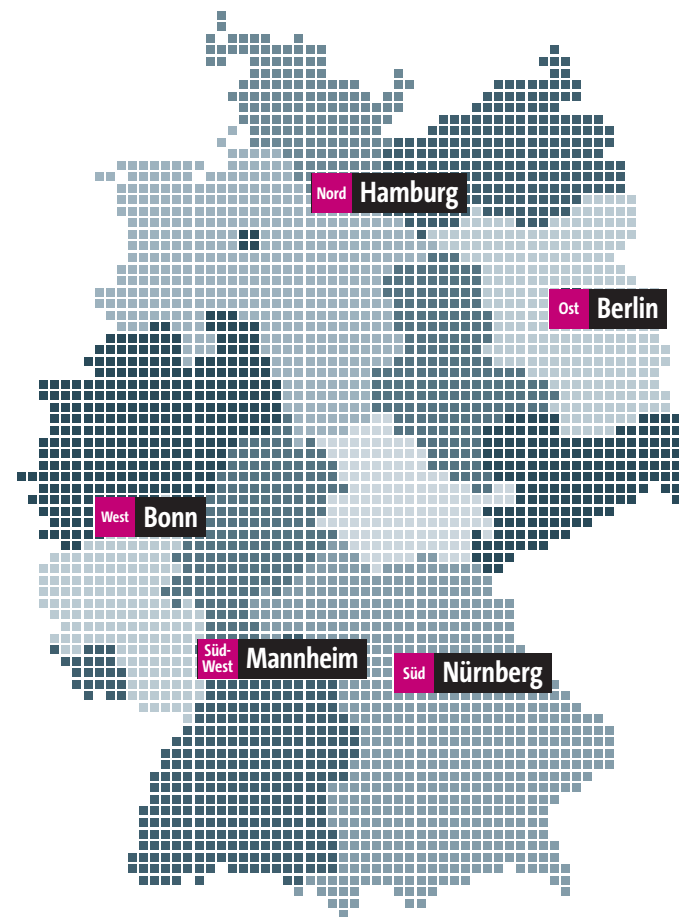 Nord Hamburg
Ost Berlin
West Bonn
Süd-
West Mannheim
Süd Nürnberg